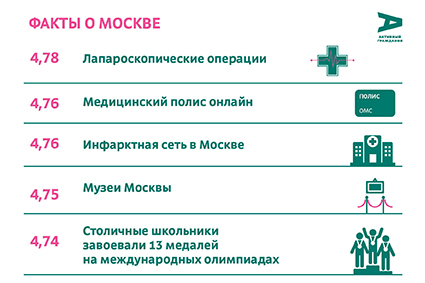 ФАКТЫ О МОСКВЕ
АКТИВНЫЙ
ГРАЖДАНИН
4,78 Лапароскопические операции
4,76 Медицинский полис онлайн
ПОЛИС
ОМС
4,76 Инфарктная сеть в Москве
4,75 Музеи Москвы
4,74 Столичные школьники
завоевали 13 медалей
на международных олимпиадах